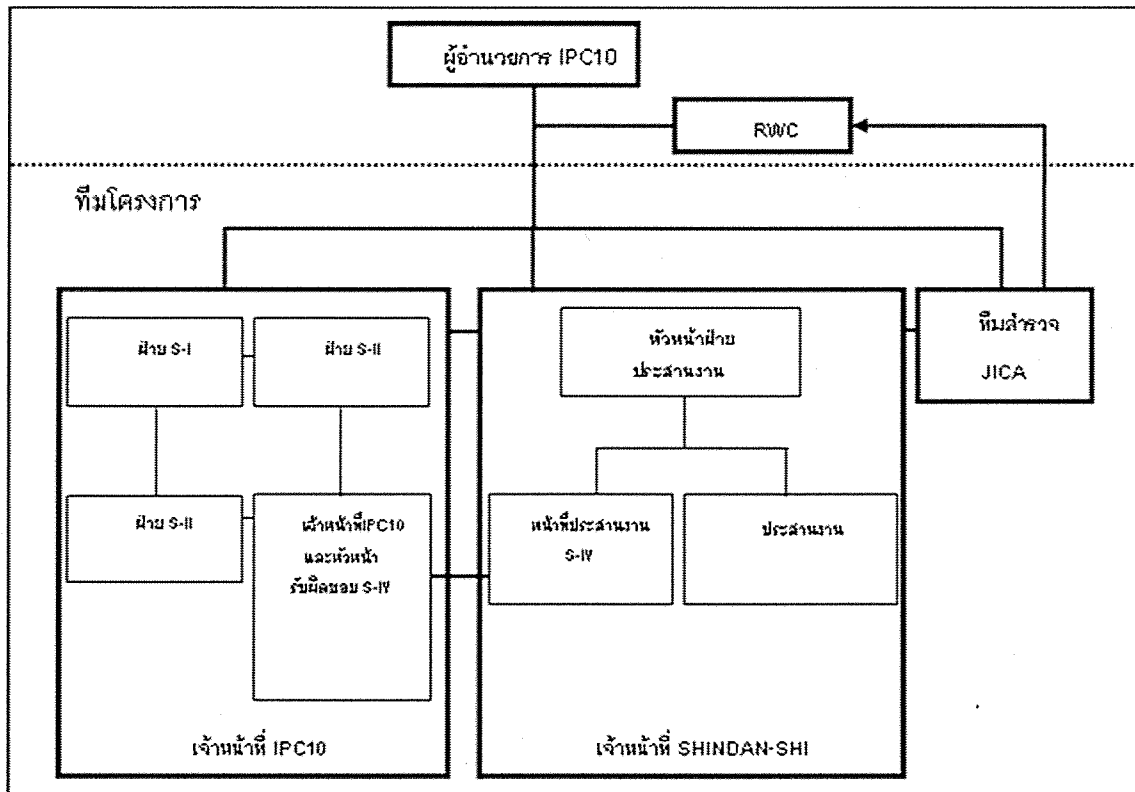 ผู้อำนวยการ IPC10
RWC
ทีมโครงการ
ฝ่าย S-I
ฝ่าย S-II
หัวหน้าฝ่าย
ประสานงาน
ทีมสำรวจ
JICA
ฝ่าย S-II
เจ้าหน้าที่IPC10
และหัวหน้า
รับผิดชอบ S-IV
หน้าที่ประสานงาน
S-IV
ประสานงาน
เจ้าหน้าที่ IPC10
เจ้าหน้าที่ SHINDAN-SHI